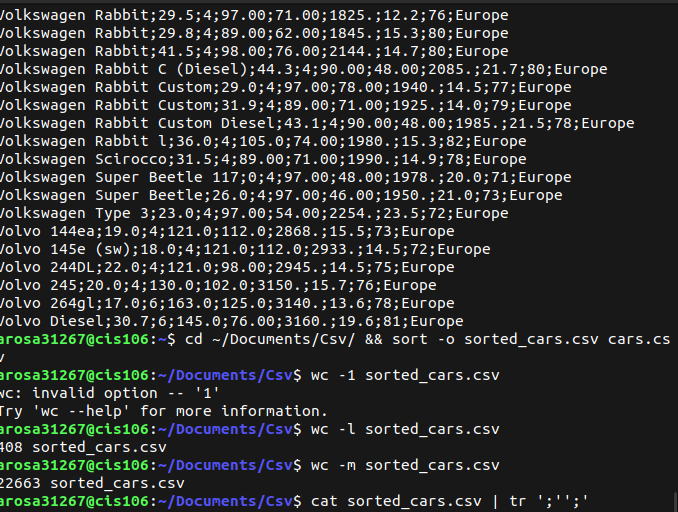 Volkswagen Rabbit;29.5;4;97.00;71.00;1825.;12.2;76;Europe
Volkswagen Rabbit;29.8;4;89.00;62.00;1845.;15.3;80;Europe
Volkswagen Rabbit;41.5;4;98.00;76.00;2144.;14.7;80;Europe
Volkswagen Rabbit C (Diesel);44.3;4;90.00;48.00;2085.;21.7;80;Europe
Volkswagen Rabbit Custom;29.0;4;97.00;78.00;1940.;14.5;77;Europe
Volkswagen Rabbit Custom;31.9;4;89.00;71.00;1925.;14.0;79;Europe
Volkswagen Rabbit Custom Diesel;43.1;4;90.00;48.00;1985.;21.5;78;Europe
Volkswagen Rabbit l;36.0;4;105.0;74.00;1980.;15.3;82;Europe
Volkswagen Scirocco;31.5;4;89.00;71.00;1990.;14.9;78;Europe
Volkswagen Super Beetle 117;0;4;97.00;48.00;1978.;20.0;71;Europe
Volkswagen Super Beetle;26.0;4;97.00;46.00;1950.;21.0;73;Europe
Volkswagen Type 3;23.0;4;97.00;54.00;2254.;23.5;72;Europe
Volvo 144ea;19.0;4;121.0;112.0;2868.;15.5;73;Europe
Volvo 145e (sw);18.0;4;121.0;112.0;2933.;14.5;72;Europe
Volvo 244DL;22.0;4;121.0;98.00;2945.;14.5;75;Europe
Volvo 245;20.0;4;130.0;102.0;3150.;15.7;76;Europe
Volvo 264gl;17.0;6;163.0;125.0;3140.;13.6;78;Europe
Volvo Diesel;30.7;6;145.0;76.00;3160.;19.6;81;Europe
arosa31267@cis106:~$ cd ~/Documents/Csv/ && sort -o sorted_cars.csv cars.cs
v
arosa31267@cis106:~/Documents/Csv$ wc -1 sorted_cars.csv
wc: invalid option -- '1'
Try 'wc --help' for more information.
arosa31267@cis106:~/Documents/Csv$ wc -l sorted_cars.csv
408 sorted_cars.csv
arosa31267@cis106:~/Documents/Csv$ wc -m sorted_cars.csv
22663 sorted_cars.csv
arosa31267@cis106:~/Documents/Csv$ cat sorted_cars.csv | tr ';'';'